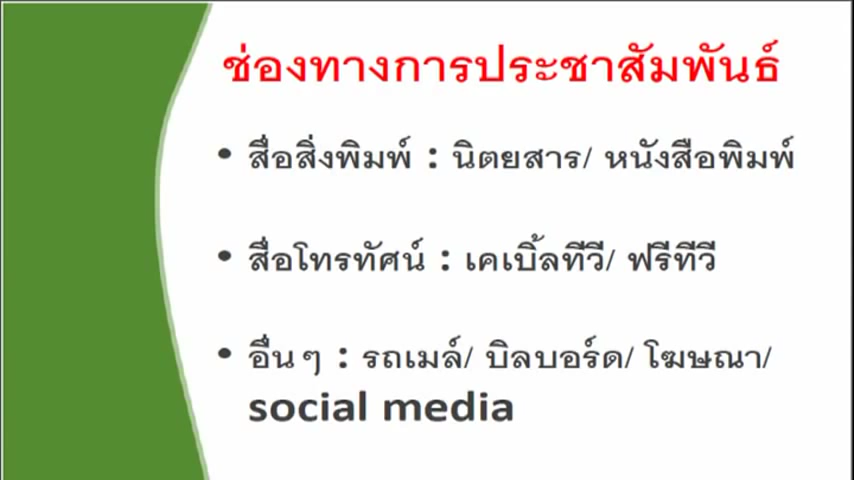 ช่องทางการประชาสัมพันธ์
• สื่อสิ่งพิมพ์ : นิตยสาร/ หนังสือพิมพ์
• สื่อโทรทัศน์ : เคเบิ้ลทีวี/ ฟรีทีวี
• อื่นๆ : รถเมล์/ บิลบอร์ด/ โฆษณา/
social media